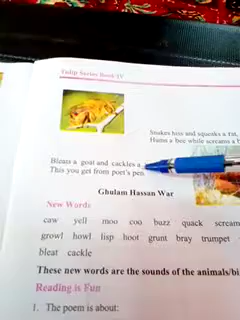 Tulip Series Book-IV
Snakes hiss and squeaks a rat,
Hums a bee while screams a
Bleats a goat and cackles a
This you get from poet's pen.
Ghulam Hassan War
New Words
caw yell moo coo buzz quack scream
growl howl lisp hoot grunt bray trumpet
bleat cackle
These new words are the sounds of the animals/bi
Reading is Fun
1. The poem is about: